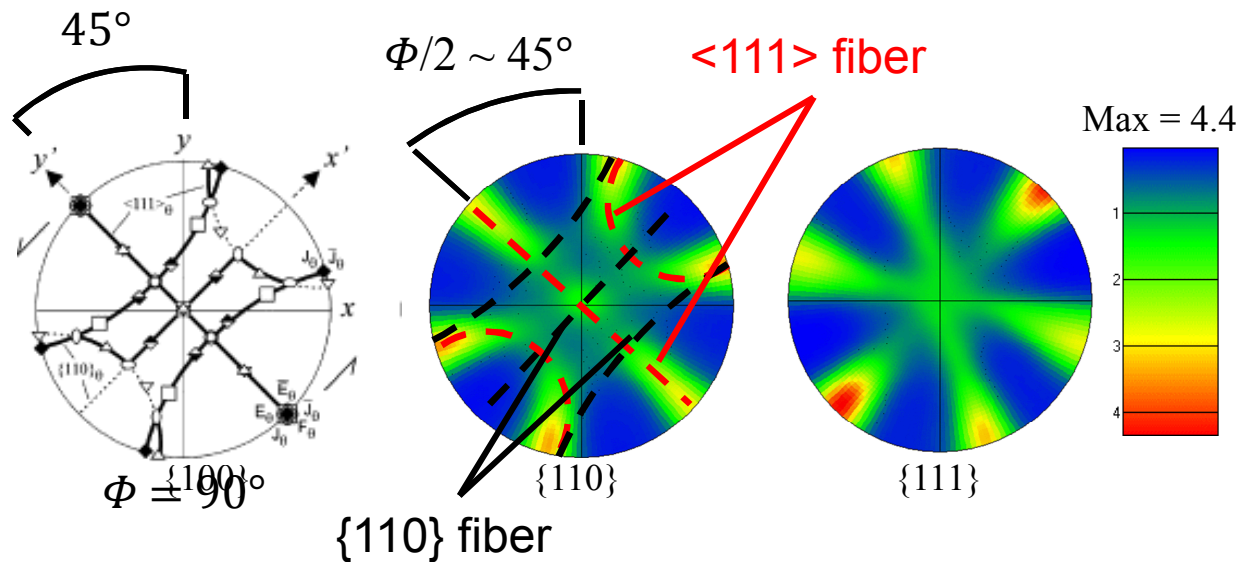 45°
Φ/2 ~ 45°
<111> fiber
Max = 4.4
y'
y
x'
<111>θ
1
Jθ J̅θ
x
2
{110}θ
3
E̅θ
Eθ J̅θ
Fθ
Jθ
4
{100}
{110}
{111}
Φ = 90°
{110} fiber